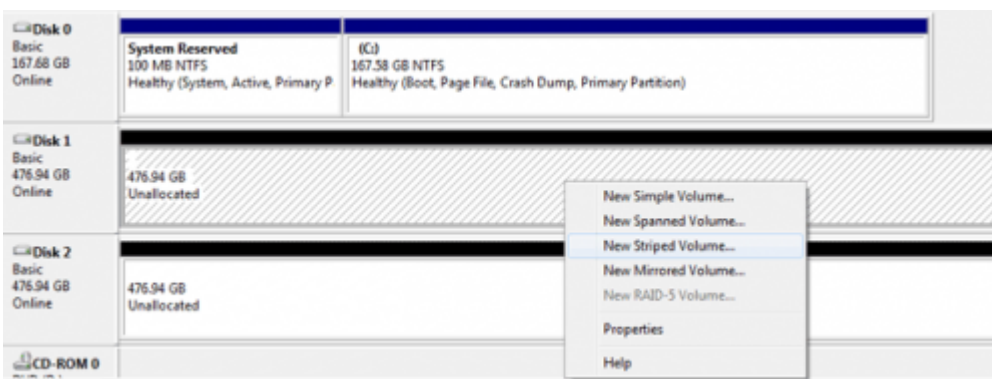 Disk 0
Basic
167.68 GB
Online
System Reserved
100 MB NTFS
Healthy (System, Active, Primary P
(C:)
167.58 GB NTFS
Healthy (Boot, Page File, Crash Dump, Primary Partition)
Disk 1
Basic
476.94 GB
Online
476.94 GB
Unallocated
Disk 2
Basic
476.94 GB
Online
476.94 GB
Unallocated
New Simple Volume...
New Spanned Volume...
New Striped Volume...
New Mirrored Volume...
New RAID-5 Volume...
Properties
Help
CD-ROM 0